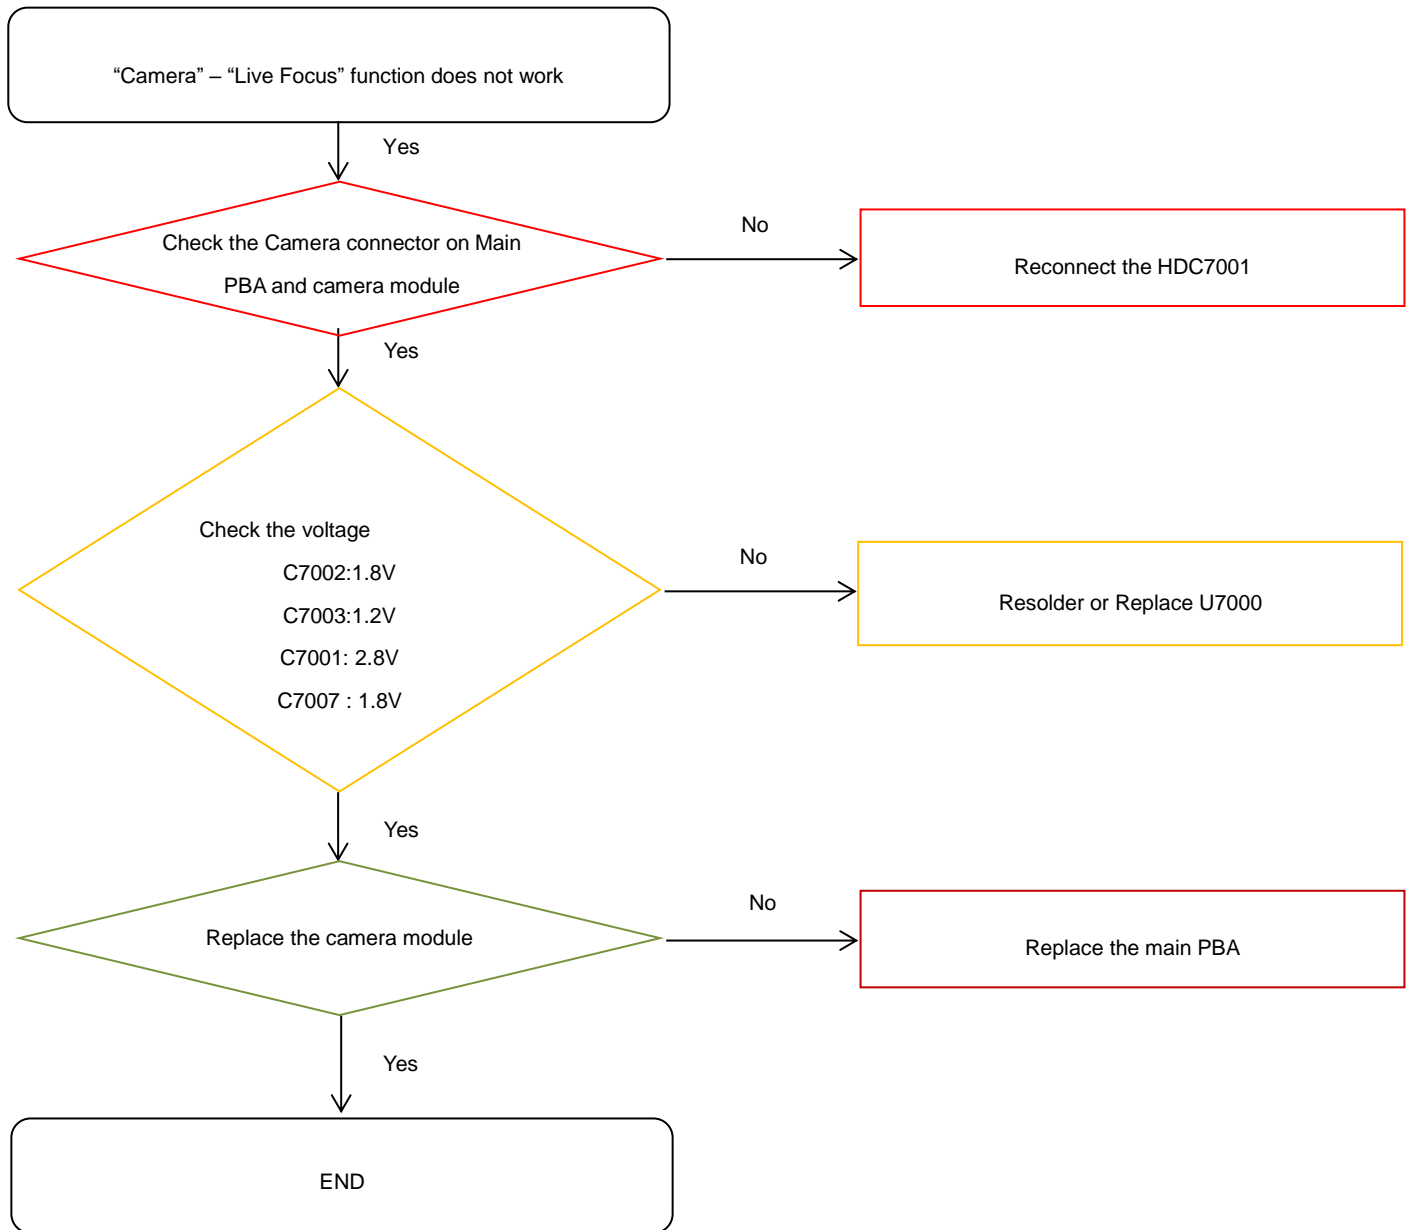 “Camera” – “Live Focus” function does not work
Yes
Check the Camera connector on Main
PBA and camera module
No
Reconnect the HDC7001
Yes
Check the voltage
C7002:1.8V
C7003:1.2V
C7001: 2.8V
C7007 : 1.8V
No
Resolder or Replace U7000
Yes
Replace the camera module
No
Replace the main PBA
Yes
END